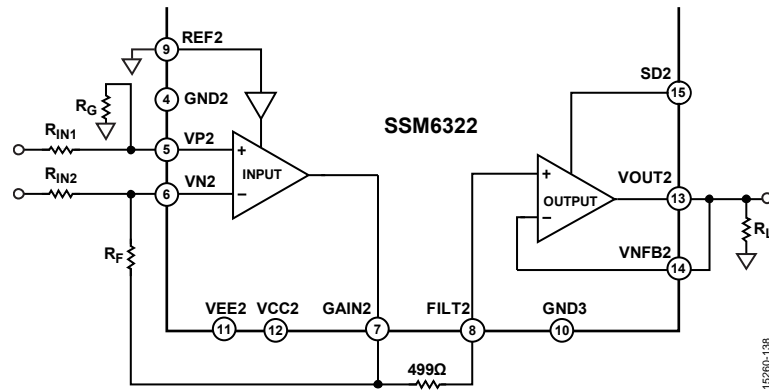 REF2
9
SD2
4
GND2
15
RG
SSM6322
RIN1
VP2
5
+
+
INPUT
VOUT2
RIN2
VN2
OUTPUT
13
6
−
−
RL
RF
VNFB2
14
VEE2
VCC2
GAIN2
FILT2
GND3
11
12
7
8
10
499Ω
15260-138